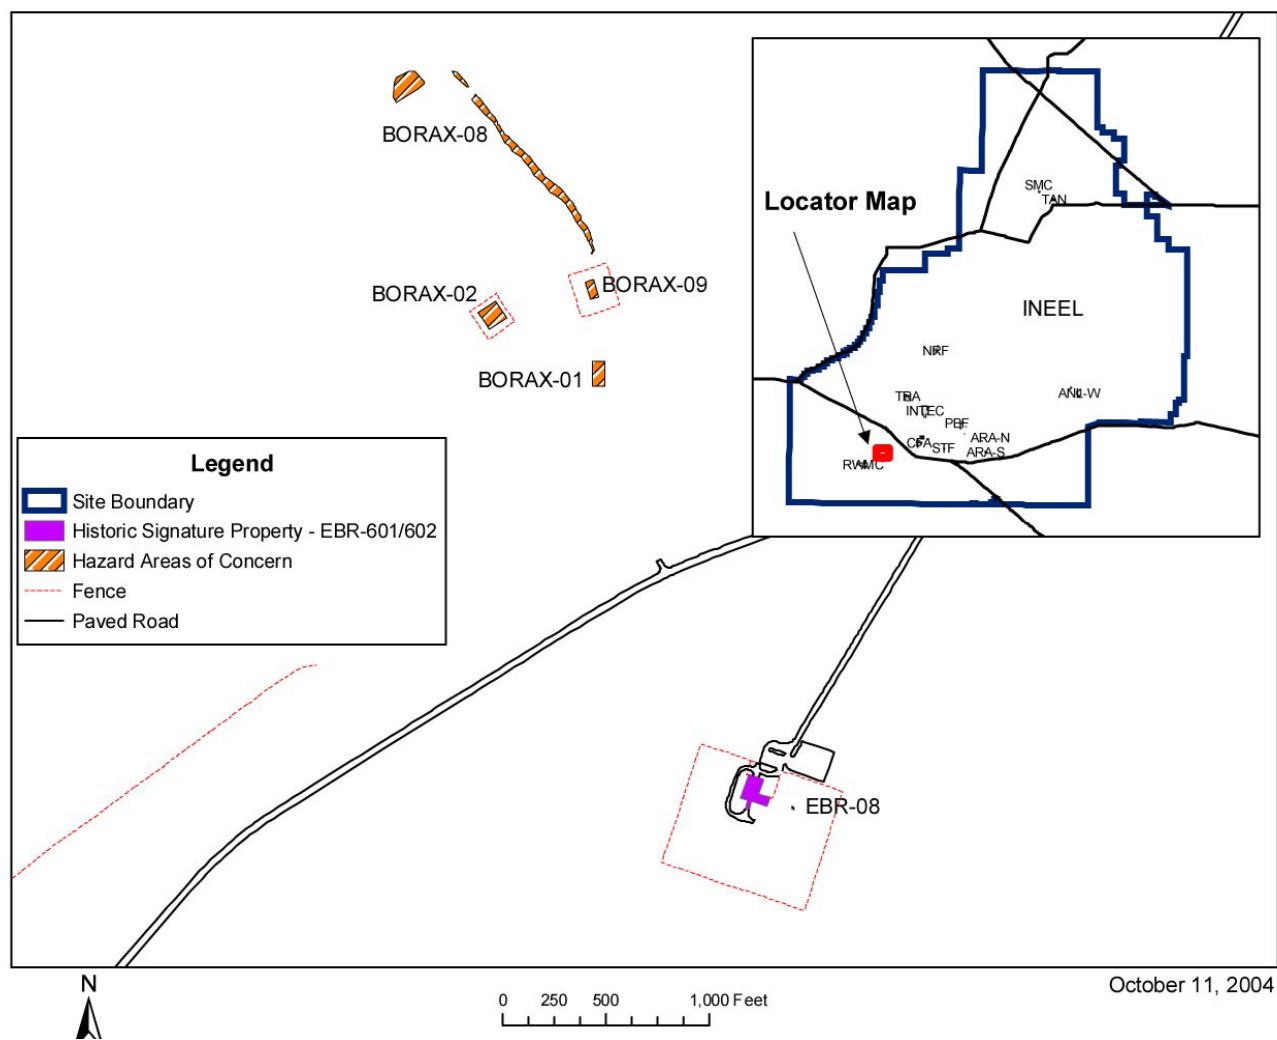 BORAX-08
BORAX-02
BORAX-09
BORAX-01
Locator Map
SMC
TAN
INEEL
NRF
TRA
INTEC
PBF
ANL-W
CFA
STF
ARA-N
ARA-S
RWMC
Legend
Site Boundary
Historic Signature Property - EBR-601/602
Hazard Areas of Concern
Fence
Paved Road
EBR-08
N
0 250 500 1,000 Feet
October 11, 2004